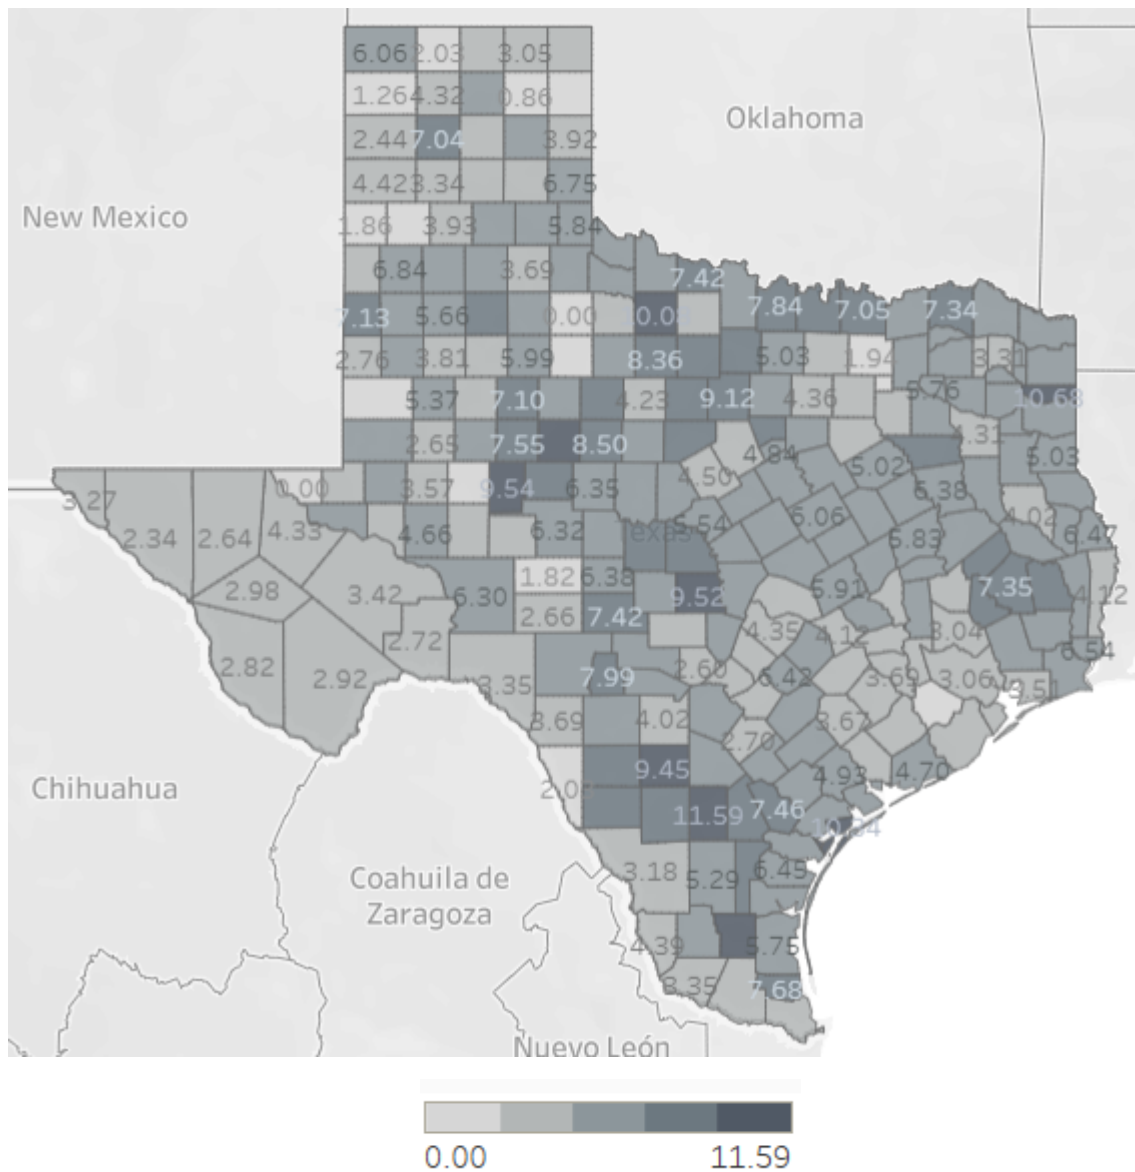 6.06 2.03 3.05
1.26 4.32 0.86
Oklahoma
2.44 7.04 3.92
4.42 3.34 6.75
New Mexico
1.86 3.93 5.84
6.84 3.69 7.42
7.13 5.66 0.00 7.84 7.05 7.34
2.76 3.81 5.99 8.36 5.03 1.94 3.31
5.37 7.10 4.23 9.12 4.36 5.76 10.68
2.65 7.55 8.50 4.84 4.31
4.50 5.02 5.03
3.27 0.00 3.57 9.54 6.35 6.38
2.34 2.64 4.33 4.66 6.32 5.54 6.06 4.02
Texas 5.83 6.47
2.98 3.42 6.30 1.82 6.38 9.52 5.91 7.35 4.12
2.66 7.42 4.35 4.12 3.04
2.72 6.54
2.82 2.92 3.35 7.99 2.60 6.42 3.69 3.06 3.51
3.69 4.02 2.70 3.67
9.45 4.93 4.70
Chihuahua
11.59 7.46
Coahuila de
Zaragoza
3.18 5.29 6.45
4.39 5.75
3.35 7.68
Nuevo León
0.00 11.59